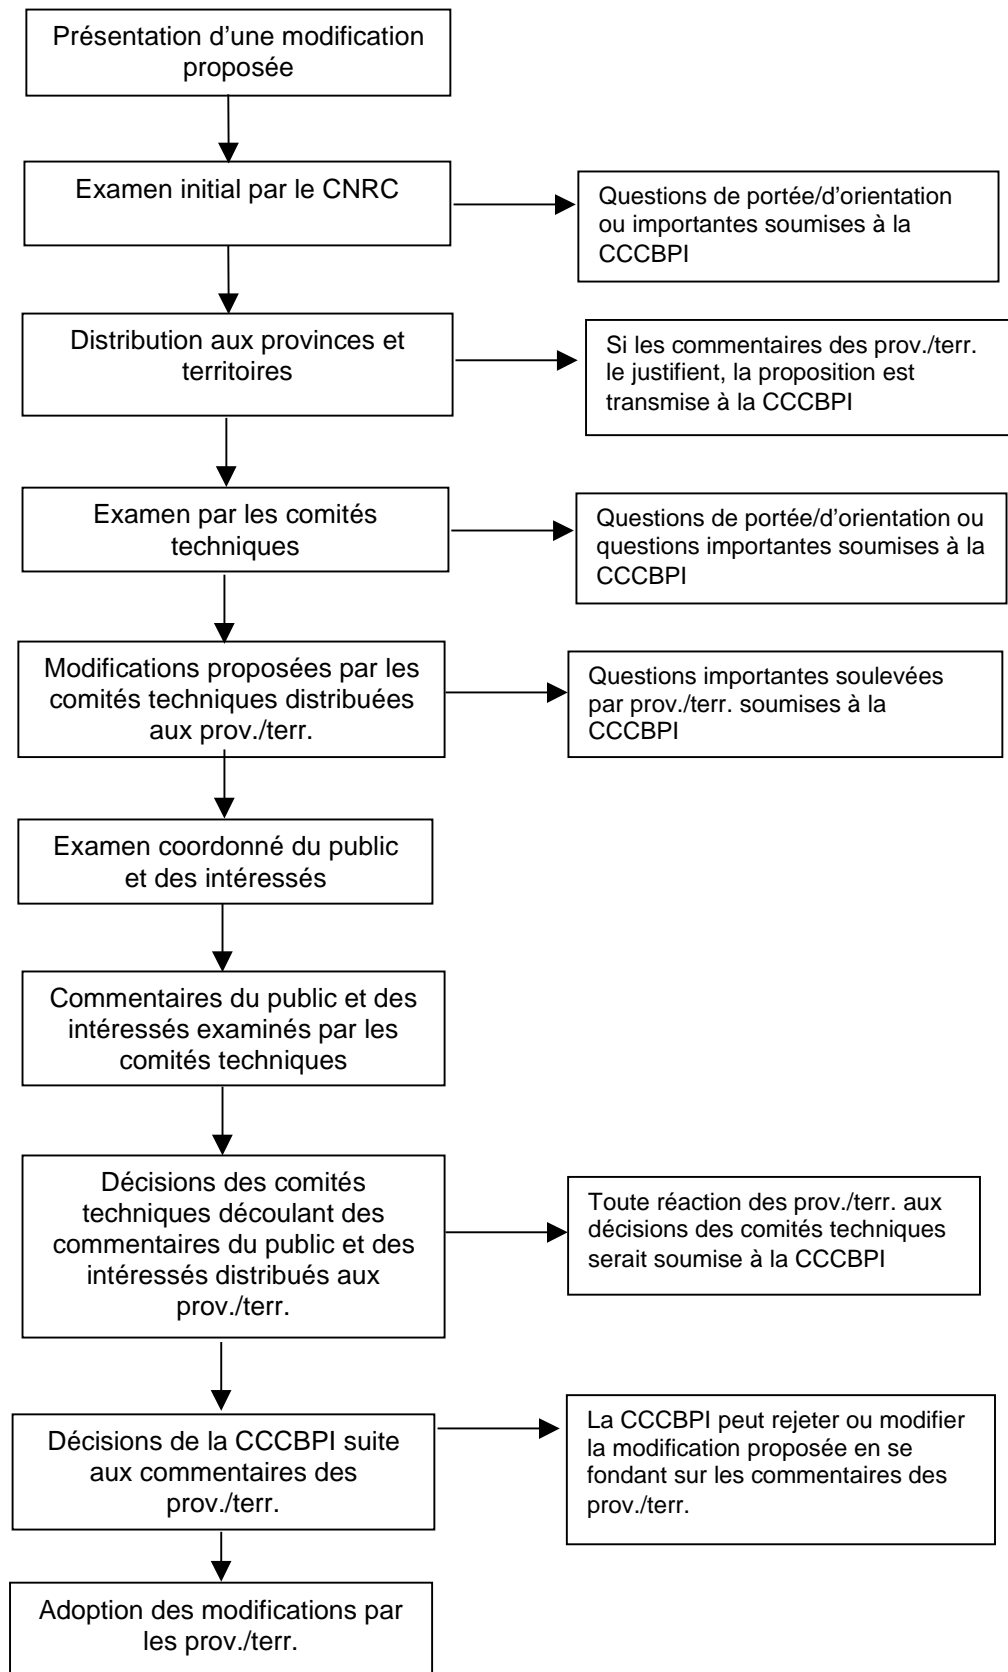 Présentation d'une modification
proposée
Examen initial par le CNRC
Questions de portée/d'orientation
ou importantes soumises à la
CCCBPI
Distribution aux provinces et
territoires
Si les commentaires des prov./terr.
le justifient, la proposition est
transmise à la CCCBPI
Examen par les comités
techniques
Questions de portée/d'orientation ou
questions importantes soumises à la
CCCBPI
Modifications proposées par les
comités techniques distribuées
aux prov./terr.
Questions importantes soulevées
par prov./terr. soumises à la
CCCBPI
Examen coordonné du public
et des intéressés
Commentaires du public et des
intéressés examinés par les
comités techniques
Décisions des comités
techniques découlant des
commentaires du public et des
intéressés distribués aux
prov./terr.
Toute réaction des prov./terr. aux
décisions des comités techniques
serait soumise à la CCCBPI
Décisions de la CCCBPI suite
aux commentaires des
prov./terr.
La CCCBPI peut rejeter ou modifier
la modification proposée en se
fondant sur les commentaires des
prov./terr.
Adoption des modifications par
les prov./terr.